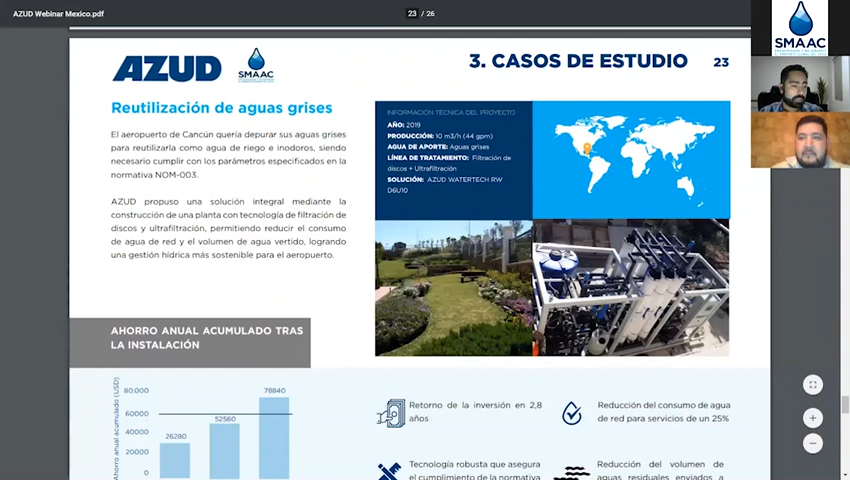 AZUD Webinar Mexico.pdf
23 / 26
SMAAC
AZUD
SMAAC
3. CASOS DE ESTUDIO
23
Reutilización de aguas grises
El aeropuerto de Cancún quería depurar sus aguas grises
para reutilizarla como agua de riego e inodoros, siendo
necesario cumplir con los parámetros especificados en la
normativa NOM-003.
AZUD propuso una solución integral mediante la
construcción de una planta con tecnología de filtración de
discos y ultrafiltración, permitiendo reducir el consumo
de agua de red y el volumen de agua vertido, logrando
una gestión hídrica más sostenible para el aeropuerto.
INFORMACIÓN TÉCNICA DEL PROYECTO
AÑO: 2019
PRODUCCIÓN: 10 m3/h (44 gpm)
AGUA DE APORTE: Aguas grises
LÍNEA DE TRATAMIENTO: Filtración de
discos + Ultrafiltración
SOLUCIÓN: AZUD WATERTECH RW
D6U10
AHORRO ANUAL ACUMULADO TRAS
LA INSTALACIÓN
Ahorro anual acumulado (USD)
80.000
60000
40000
20000
0
26280
52560
78840
Retorno de la inversión en 2,8
años
Reducción del consumo de agua
de red para servicios de un 25%
Tecnología robusta que asegura
el cumplimiento de la normativa
Reducción del volumen de
aguas residuales enviados a